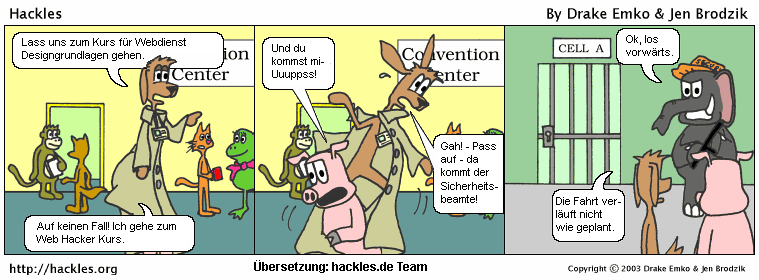 Hackles
By Drake Emko & Jen Brodzik
Lass uns zum Kurs für Webdienst
Designgrundlagen gehen.
vention
Center
Auf keinen Fall! Ich gehe zum
Web Hacker Kurs.
Und du
kommst mi-
Uuuppss!
Convention
Center
Gah! - Pass
auf - da
kommt der
Sicherheits-
beamte!
CELL A
Ok, los
vorwärts.
Die Fahrt ver-
läuft nicht
wie geplant.
http://hackles.org
Übersetzung: hackles.de Team
Copyright © 2003 Drake Emko & Jen Brodzik